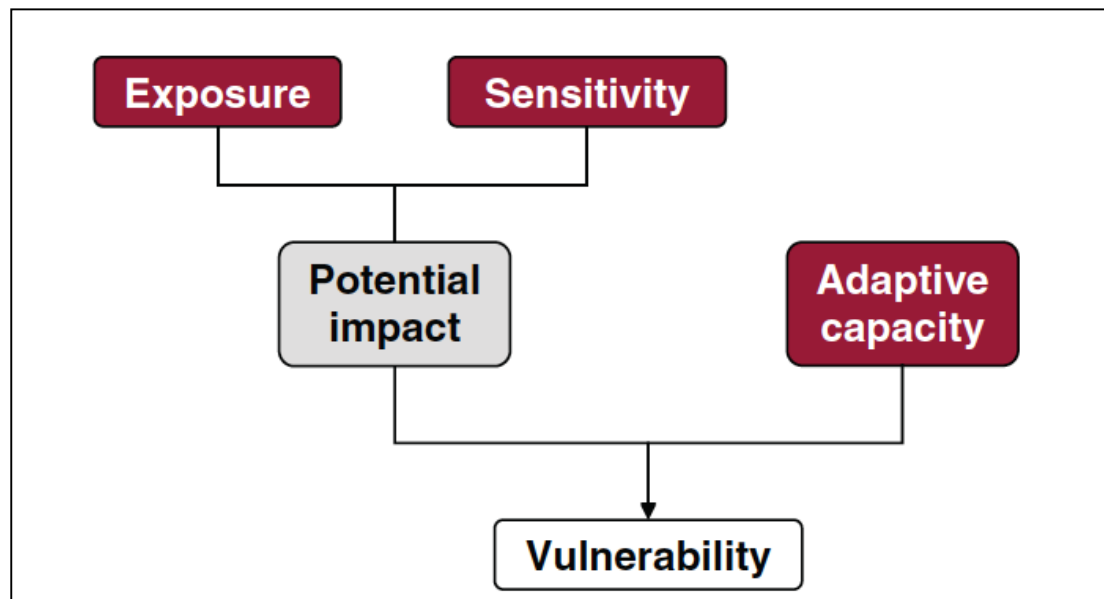 Exposure
Sensitivity
Potential
impact
Adaptive
capacity
Vulnerability